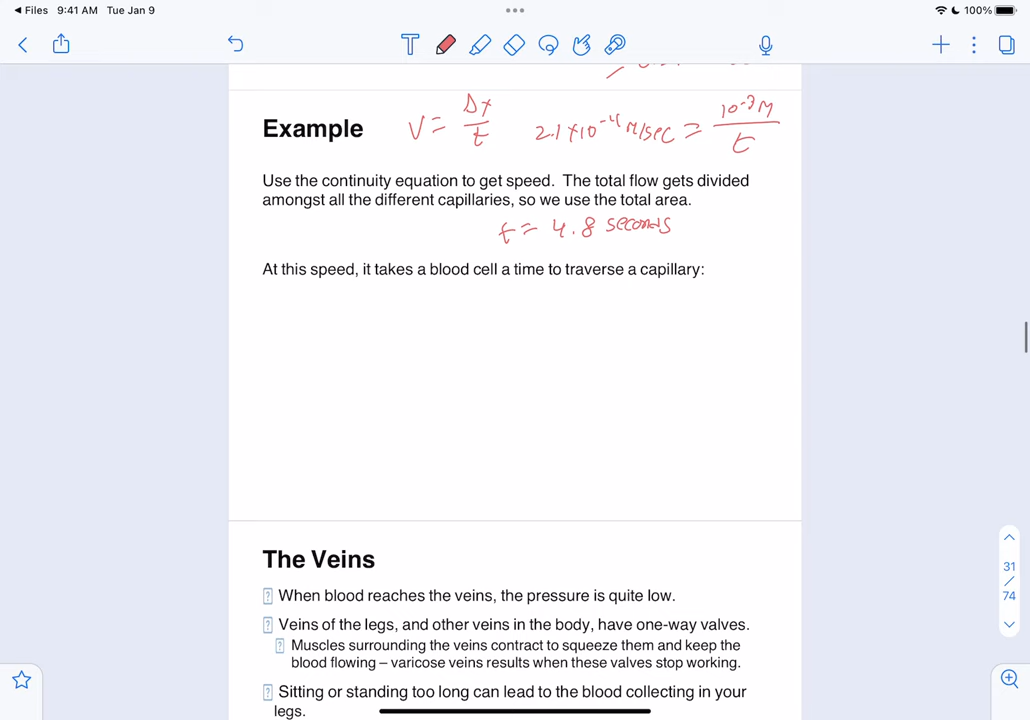 Files 9:41 AM Tue Jan 9
100%
V = Δx / t
2.1 x 10⁻⁴ M/sec = 10⁻³ M / t
Example
Use the continuity equation to get speed. The total flow gets divided
amongst all the different capillaries, so we use the total area.
t = 4.8 seconds
At this speed, it takes a blood cell a time to traverse a capillary:
31
/
74
The Veins
When blood reaches the veins, the pressure is quite low.
Veins of the legs, and other veins in the body, have one-way valves.
Muscles surrounding the veins contract to squeeze them and keep the
blood flowing – varicose veins results when these valves stop working.
Sitting or standing too long can lead to the blood collecting in your
legs.